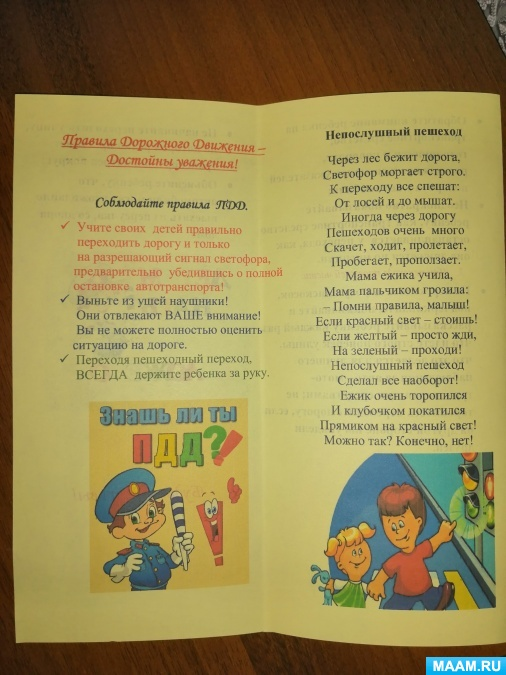 Правила Дорожного Движения –
Достойны уважения!
Соблюдайте правила ПДД.
✓ Учите своих детей правильно
переходить дорогу и только
на разрешающий сигнал светофора,
предварительно убедившись о полной
остановке автотранспорта!
✓ Выньте из ушей наушники!
Они отвлекают ВАШЕ внимание!
Вы не можете полностью оценить
ситуацию на дороге.
✓ Переходя пешеходный переход,
ВСЕГДА держите ребенка за руку.
Знашь ли ты
ПДД?!
Непослушный пешеход
Через лес бежит дорога,
Светофор моргает строго.
К переходу все спешат:
От лосей и до мышат.
Иногда через дорогу
Пешеходов очень много
Скачет, ходит, пролетает,
Пробегает, проползает.
Мама ежика учила,
Мама пальчиком грозила:
– Помни правила, малыш!
Если красный свет – стоишь!
Если желтый – просто жди,
На зеленый – проходи!
Непослушный пешеход
Сделал все наоборот!
Ежик очень торопился
И клубочком покатился
Прямиком на красный свет!
Можно так? Конечно, нет!
MAAM.RU